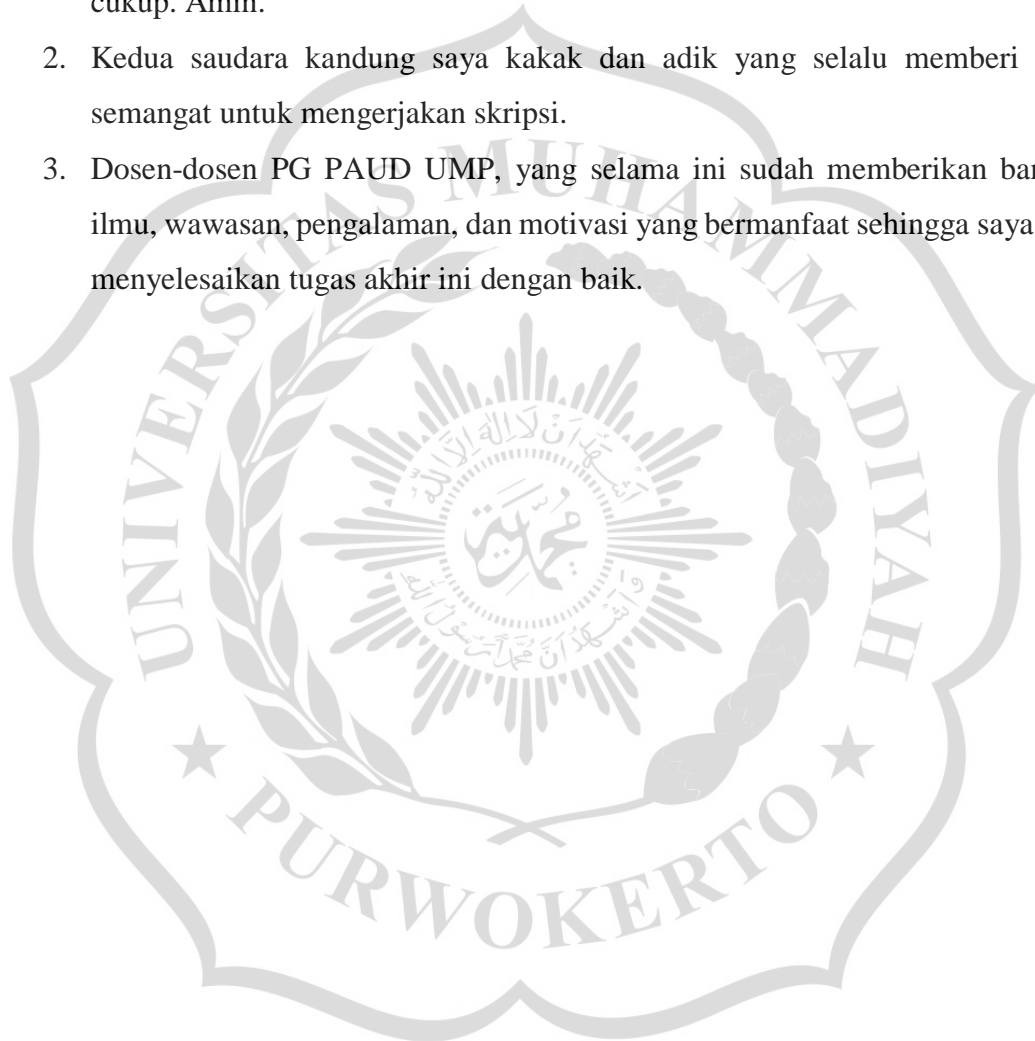 cukup. Amin.
2. Kedua saudara kandung saya kakak dan adik yang selalu memberi
semangat untuk mengerjakan skripsi.
3. Dosen-dosen PG PAUD UMP, yang selama ini sudah memberikan
ilmu, wawasan, pengalaman, dan motivasi yang bermanfaat sehingga saya
menyelesaikan tugas akhir ini dengan baik.
UNIVERSITAS MUHAMMADIYAH
PURWOKERTO